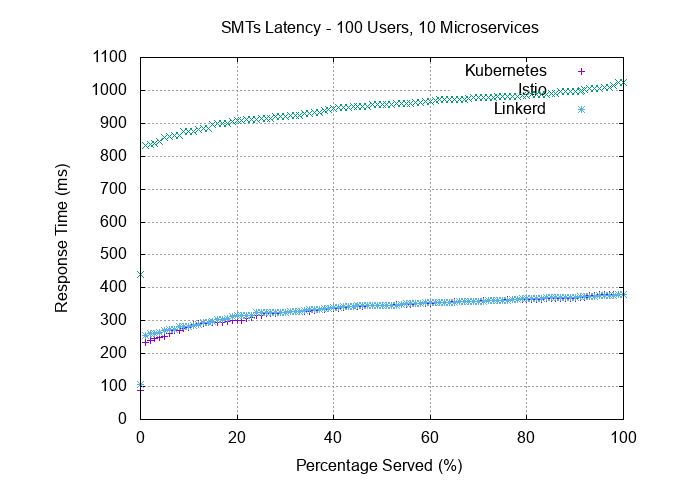 SMTs Latency - 100 Users, 10 Microservices
1100
1000
900
800
700
600
500
400
300
200
100
0
Response Time (ms)
Kubernetes
Istio
Linkerd
0 20 40 60 80 100
Percentage Served (%)